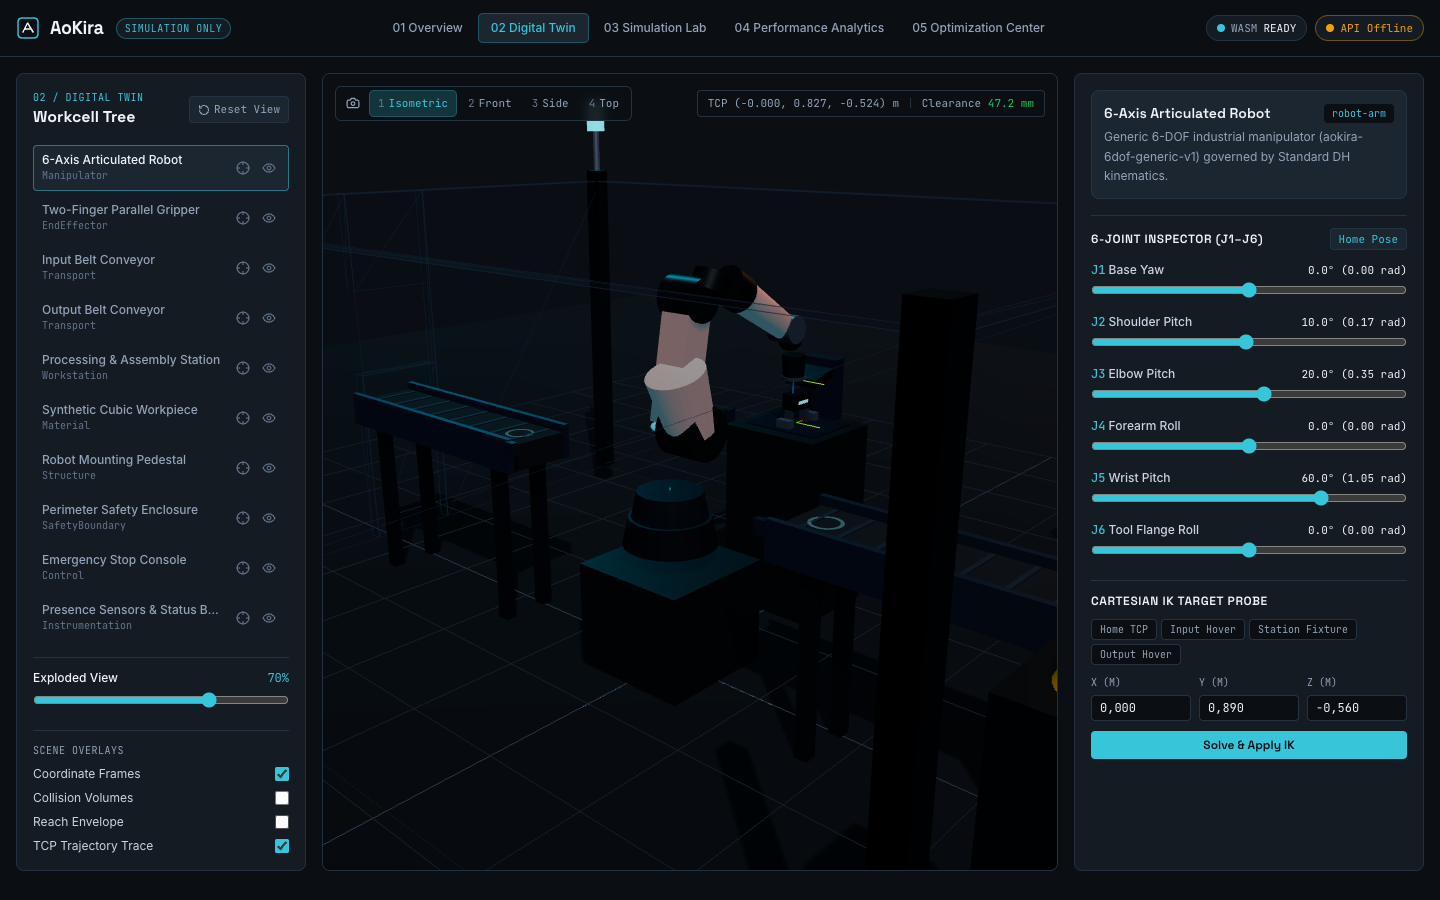 AoKira
SIMULATION ONLY
01 Overview
02 Digital Twin
03 Simulation Lab
04 Performance Analytics
05 Optimization Center
WASM READY
API Offline
02 / DIGITAL TWIN
Workcell Tree
Reset View
6-Axis Articulated Robot
Manipulator
Two-Finger Parallel Gripper
EndEffector
Input Belt Conveyor
Transport
Output Belt Conveyor
Transport
Processing & Assembly Station
Workstation
Synthetic Cubic Workpiece
Material
Robot Mounting Pedestal
Structure
Perimeter Safety Enclosure
SafetyBoundary
Emergency Stop Console
Control
Presence Sensors & Status B...
Instrumentation
Exploded View 70%
SCENE OVERLAYS
Coordinate Frames
Collision Volumes
Reach Envelope
TCP Trajectory Trace
1 Isometric
2 Front
3 Side
4 Top
TCP (-0.000, 0.827, -0.524) m
Clearance 47.2 mm
6-Axis Articulated Robot
robot-arm
Generic 6-DOF industrial manipulator (aokira-
6dof-generic-v1) governed by Standard DH
kinematics.
6-JOINT INSPECTOR (J1–J6)
Home Pose
J1 Base Yaw 0.0° (0.00 rad)
J2 Shoulder Pitch 10.0° (0.17 rad)
J3 Elbow Pitch 20.0° (0.35 rad)
J4 Forearm Roll 0.0° (0.00 rad)
J5 Wrist Pitch 60.0° (1.05 rad)
J6 Tool Flange Roll 0.0° (0.00 rad)
CARTESIAN IK TARGET PROBE
Home TCP
Input Hover
Station Fixture
Output Hover
X (M) Y (M) Z (M)
0,000 0,890 -0,560
Solve & Apply IK